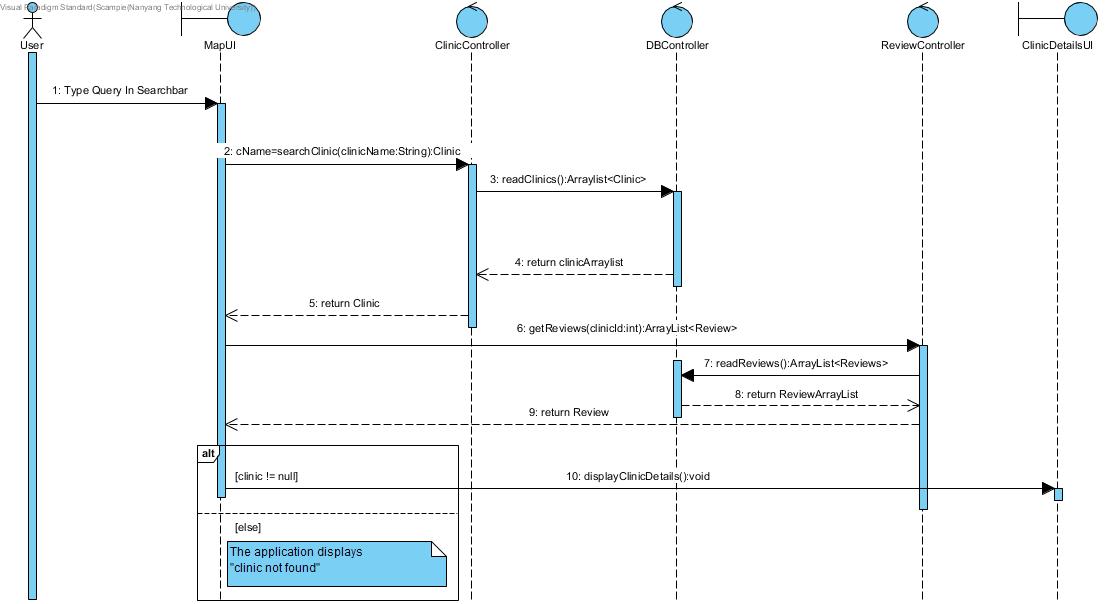 Visual Paradigm Standard(Scampie(Nanyang Technological University))
User
MapUI
ClinicController
DBController
ReviewController
ClinicDetailsUI
1: Type Query In Searchbar
2: cName=searchClinic(clinicName:String):Clinic
3: readClinics():Arraylist<Clinic>
4: return clinicArraylist
5: return Clinic
6: getReviews(clinicId:int):ArrayList<Review>
7: readReviews():ArrayList<Reviews>
8: return ReviewArrayList
9: return Review
alt
[clinic != null]
10: displayClinicDetails():void
[else]
The application displays
"clinic not found"